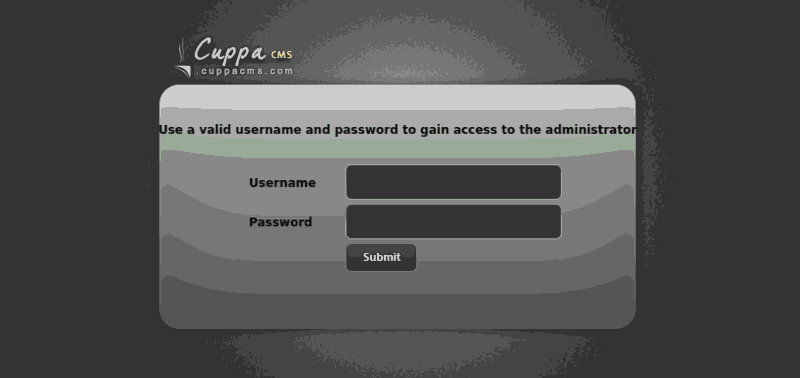 Cuppa CMS
.cuppacms.com
Use a valid username and password to gain access to the administrator
Username
Password
Submit